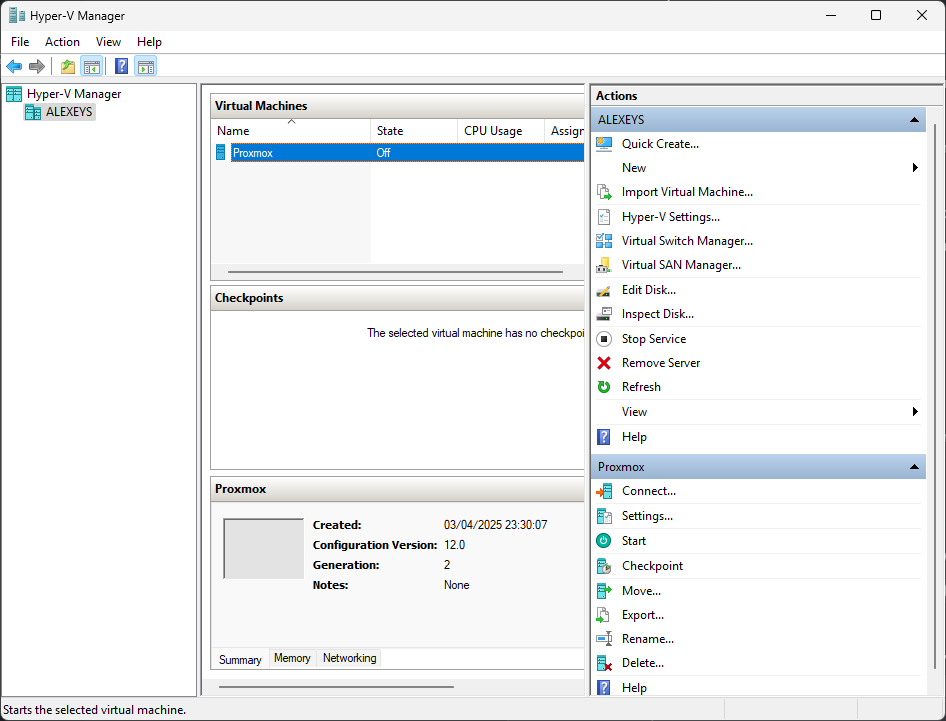 Hyper-V Manager
File Action View Help
Hyper-V Manager
ALEXEYS
Virtual Machines
Name State CPU Usage Assign
Proxmox Off
Checkpoints
The selected virtual machine has no checkpoi
Proxmox
Created: 03/04/2025 23:30:07
Configuration Version: 12.0
Generation: 2
Notes: None
Summary Memory Networking
Actions
ALEXEYS
Quick Create...
New
Import Virtual Machine...
Hyper-V Settings...
Virtual Switch Manager...
Virtual SAN Manager...
Edit Disk...
Inspect Disk...
Stop Service
Remove Server
Refresh
View
Help
Proxmox
Connect...
Settings...
Start
Checkpoint
Move...
Export...
Rename...
Delete...
Help
Starts the selected virtual machine.